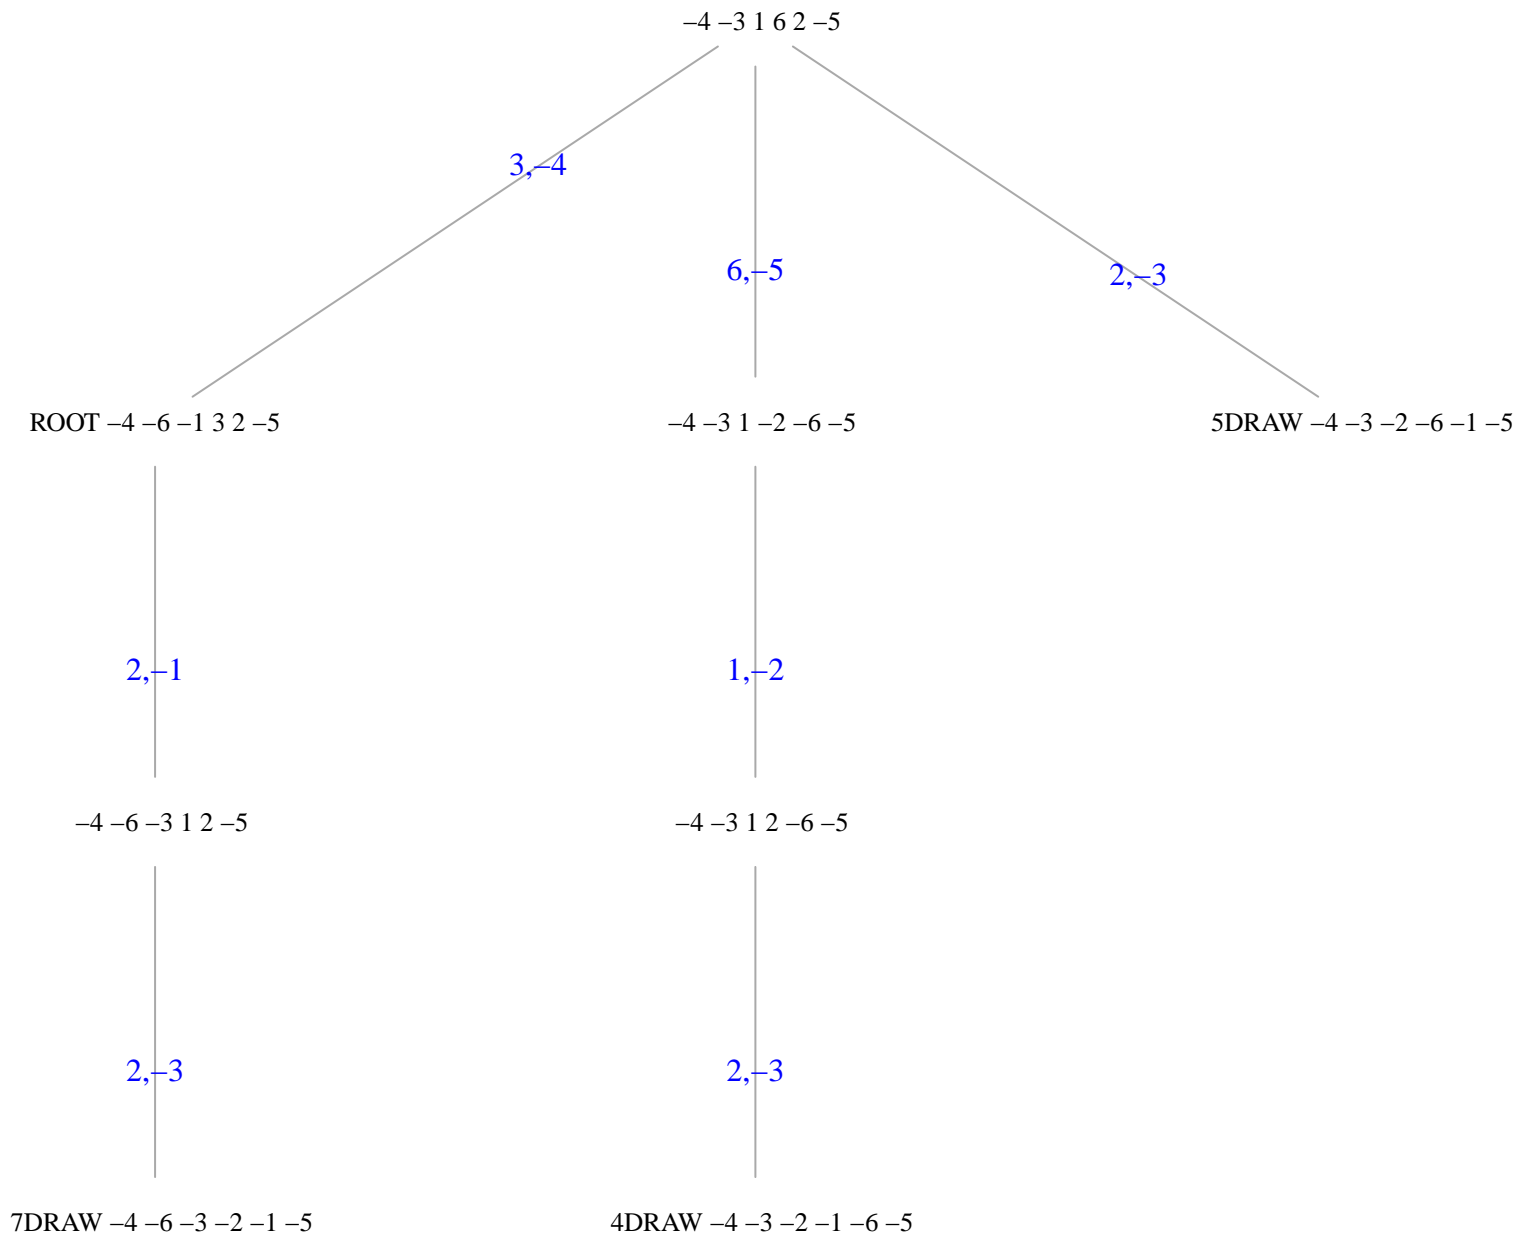 –4 –3 1 6 2 –5
3,–4
6,–5
2,–3
ROOT –4 –6 –1 3 2 –5
–4 –3 1 –2 –6 –5
5DRAW –4 –3 –2 –6 –1 –5
2,–1
1,–2
–4 –6 –3 1 2 –5
–4 –3 1 2 –6 –5
2,–3
2,–3
7DRAW –4 –6 –3 –2 –1 –5
4DRAW –4 –3 –2 –1 –6 –5